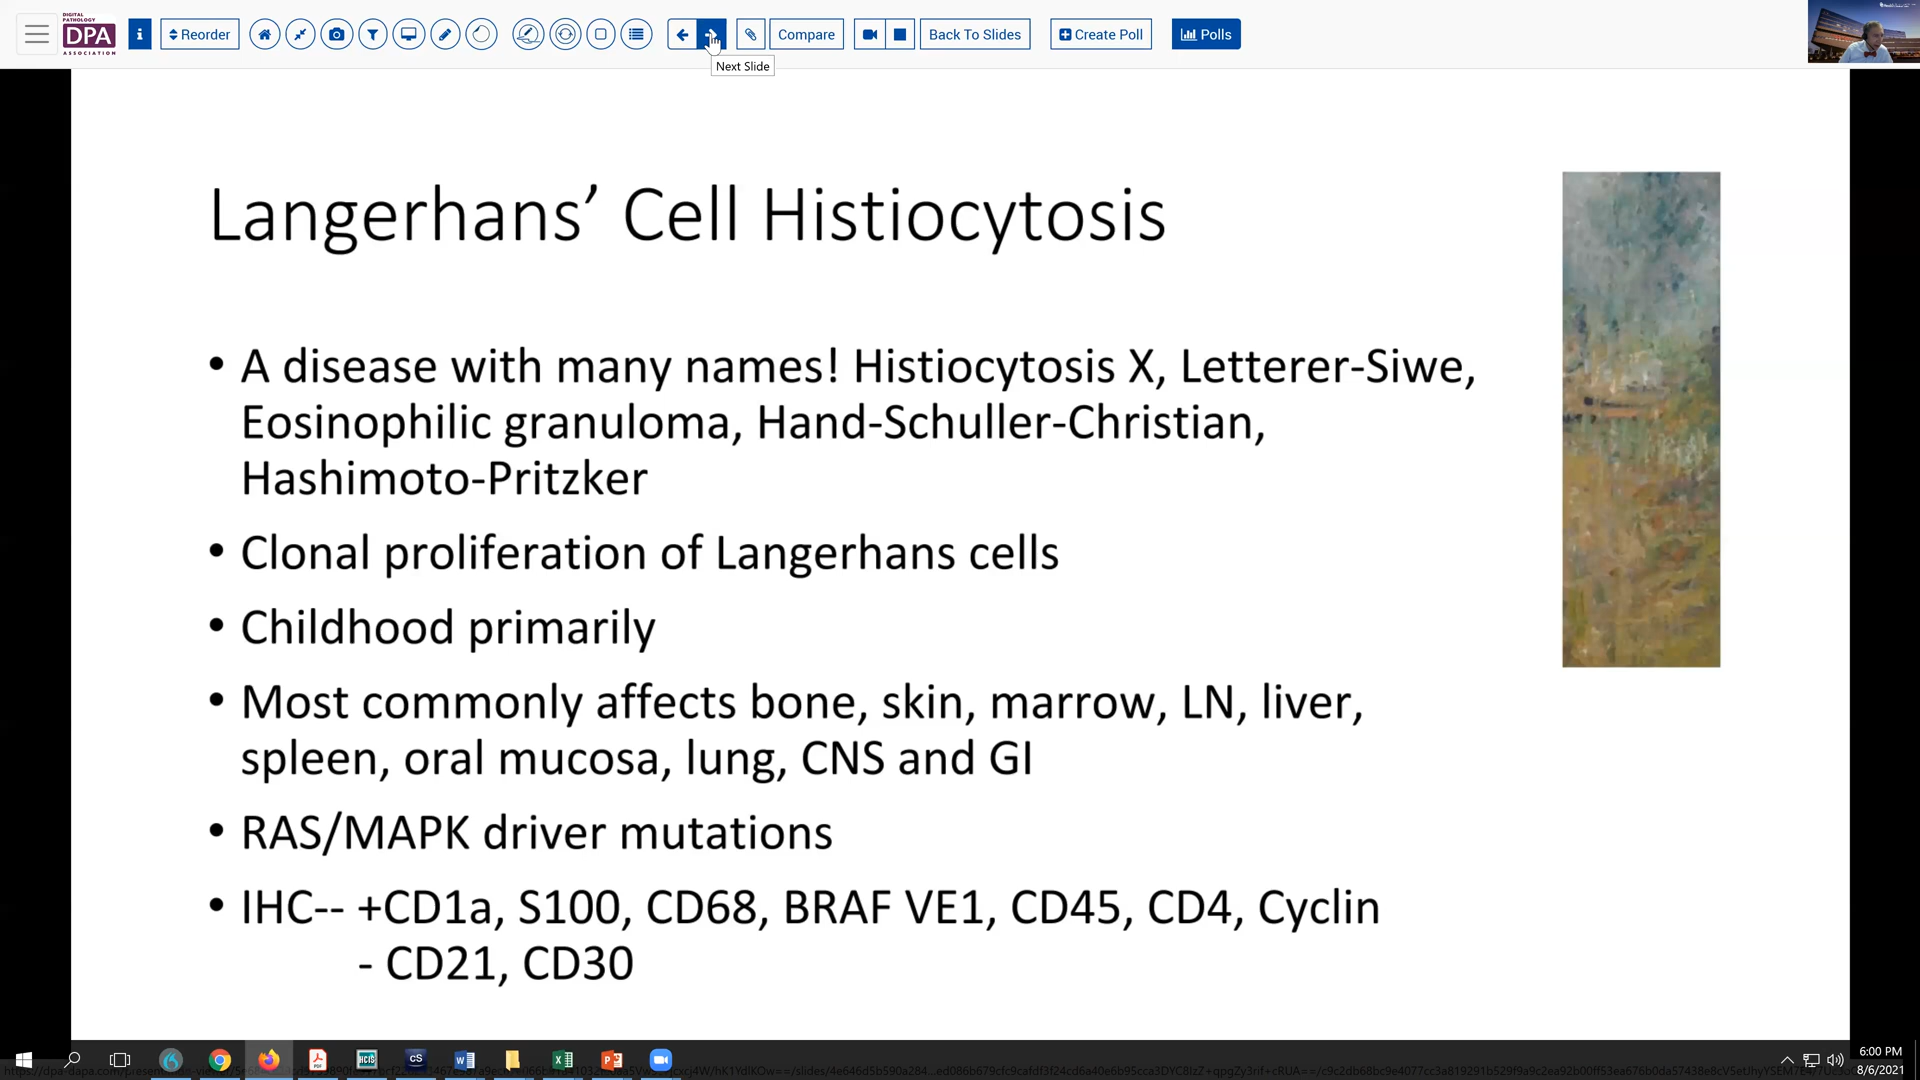 DIGITAL PATHOLOGY
DPA
ASSOCIATION
i
Reorder
Compare
Back To Slides
Create Poll
Polls
Next Slide
Langerhans’ Cell Histiocytosis
• A disease with many names! Histiocytosis X, Letterer-Siwe,
Eosinophilic granuloma, Hand-Schuller-Christian,
Hashimoto-Pritzker
• Clonal proliferation of Langerhans cells
• Childhood primarily
• Most commonly affects bone, skin, marrow, LN, liver,
spleen, oral mucosa, lung, CNS and GI
• RAS/MAPK driver mutations
• IHC-- +CD1a, S100, CD68, BRAF VE1, CD45, CD4, Cyclin
- CD21, CD30
HCIS
CS
6:00 PM
8/6/2021